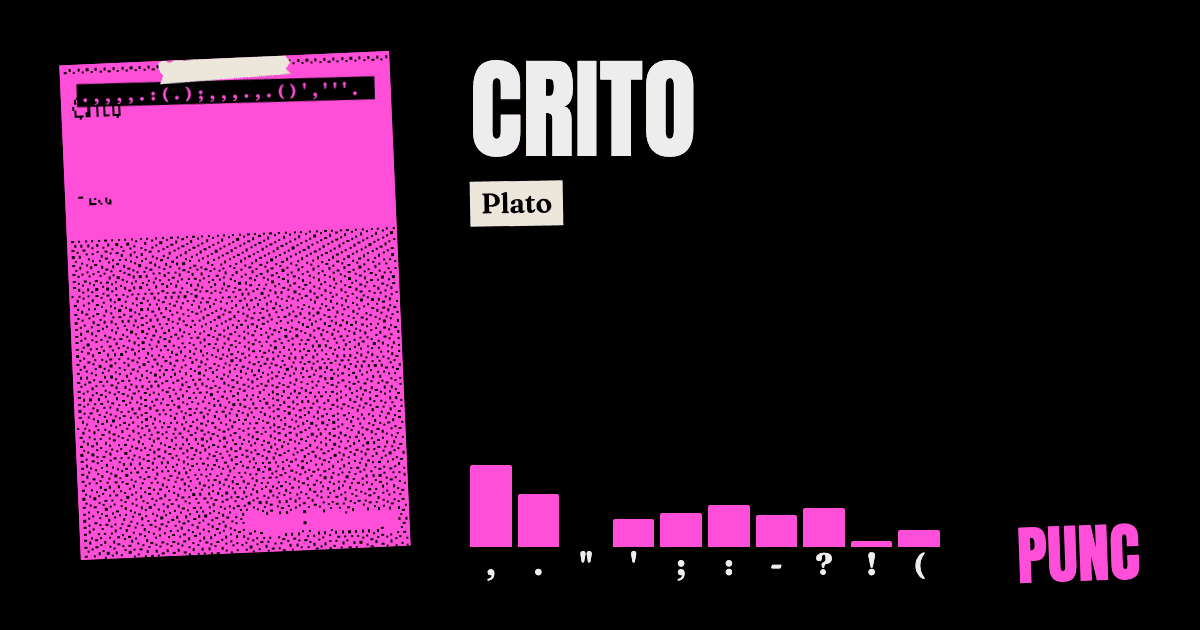 .,,,,.:(.);,,,.,.()','''.
CRITO
Plato
, . " ' ; : - ? ! (
PUNC